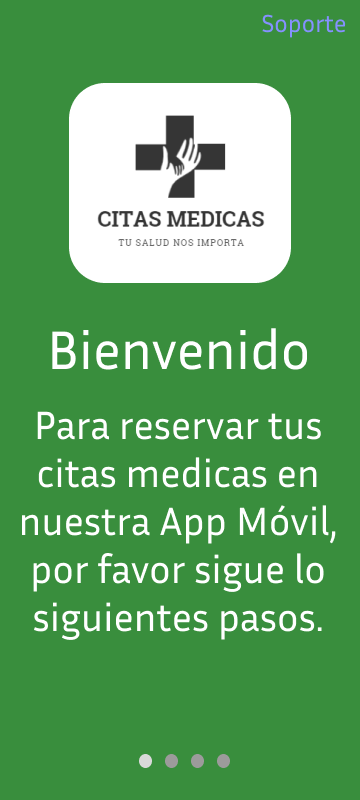 Soporte
CITAS MEDICAS
TU SALUD NOS IMPORTA
Bienvenido
Para reservar tus
citas medicas en
nuestra App Móvil,
por favor sigue lo
siguientes pasos.